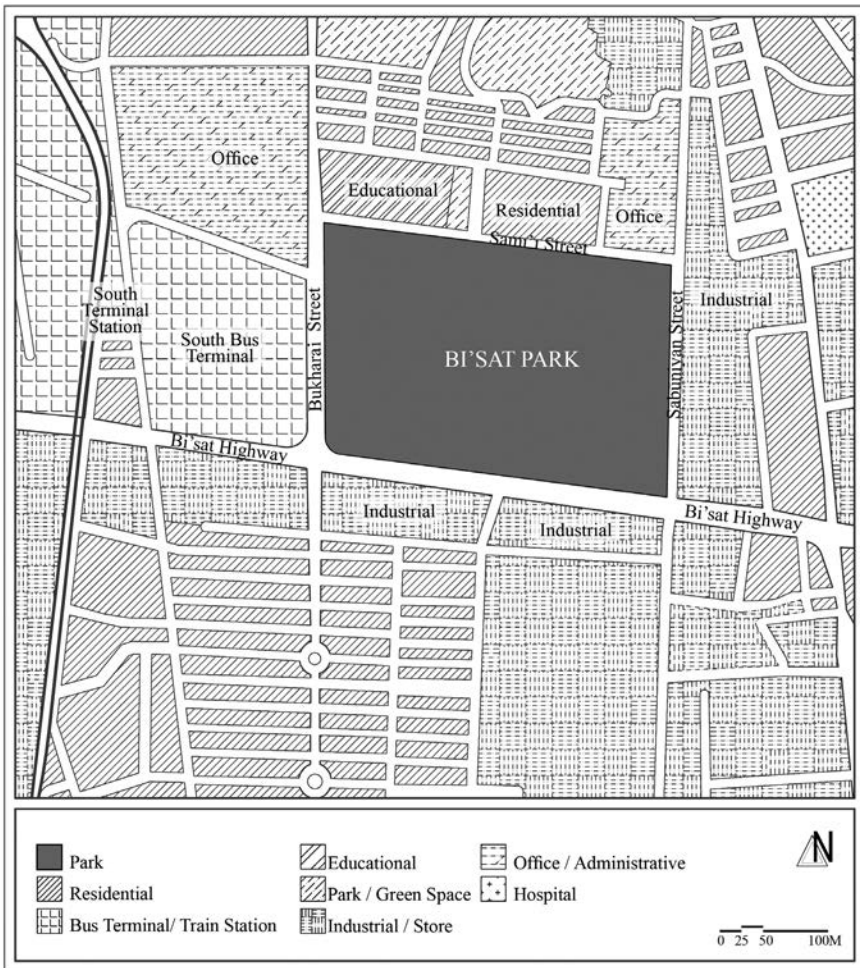 Office
Educational
Residential
Office
Sami'i Street
South
Terminal
Station
South Bus
Terminal
Bukharai Street
BI'SAT PARK
Sabuniyan Street
Industrial
Bi'sat Highway
Industrial
Industrial
Bi'sat Highway
Park
Residential
Bus Terminal/ Train Station
Educational
Park / Green Space
Industrial / Store
Office / Administrative
Hospital
N
0 25 50 100M